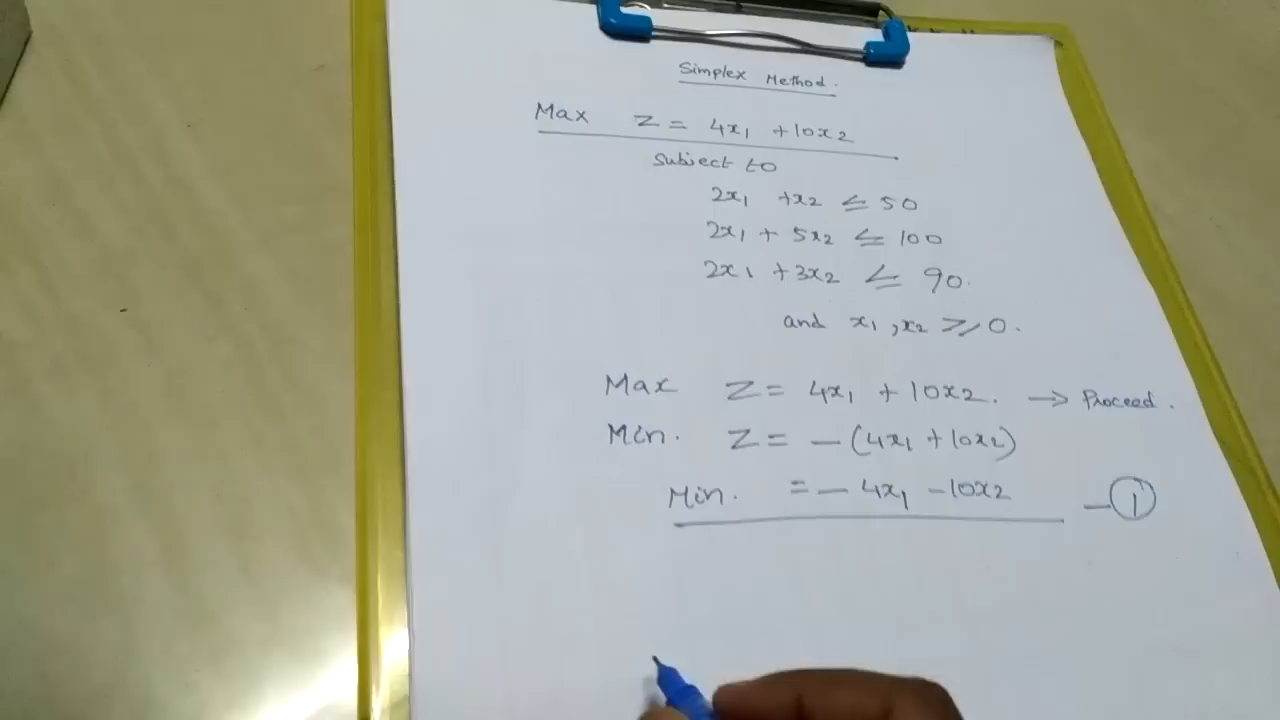 Simplex Method.
Max Z = 4x₁ + 10x₂
Subject to
2x₁ + x₂ ≤ 50
2x₁ + 5x₂ ≤ 100
2x₁ + 3x₂ ≤ 90.
and x₁, x₂ ≥ 0.
Max Z = 4x₁ + 10x₂. → Proceed.
Min. Z = - (4x₁ + 10x₂)
Min. = - 4x₁ - 10x₂ - ①